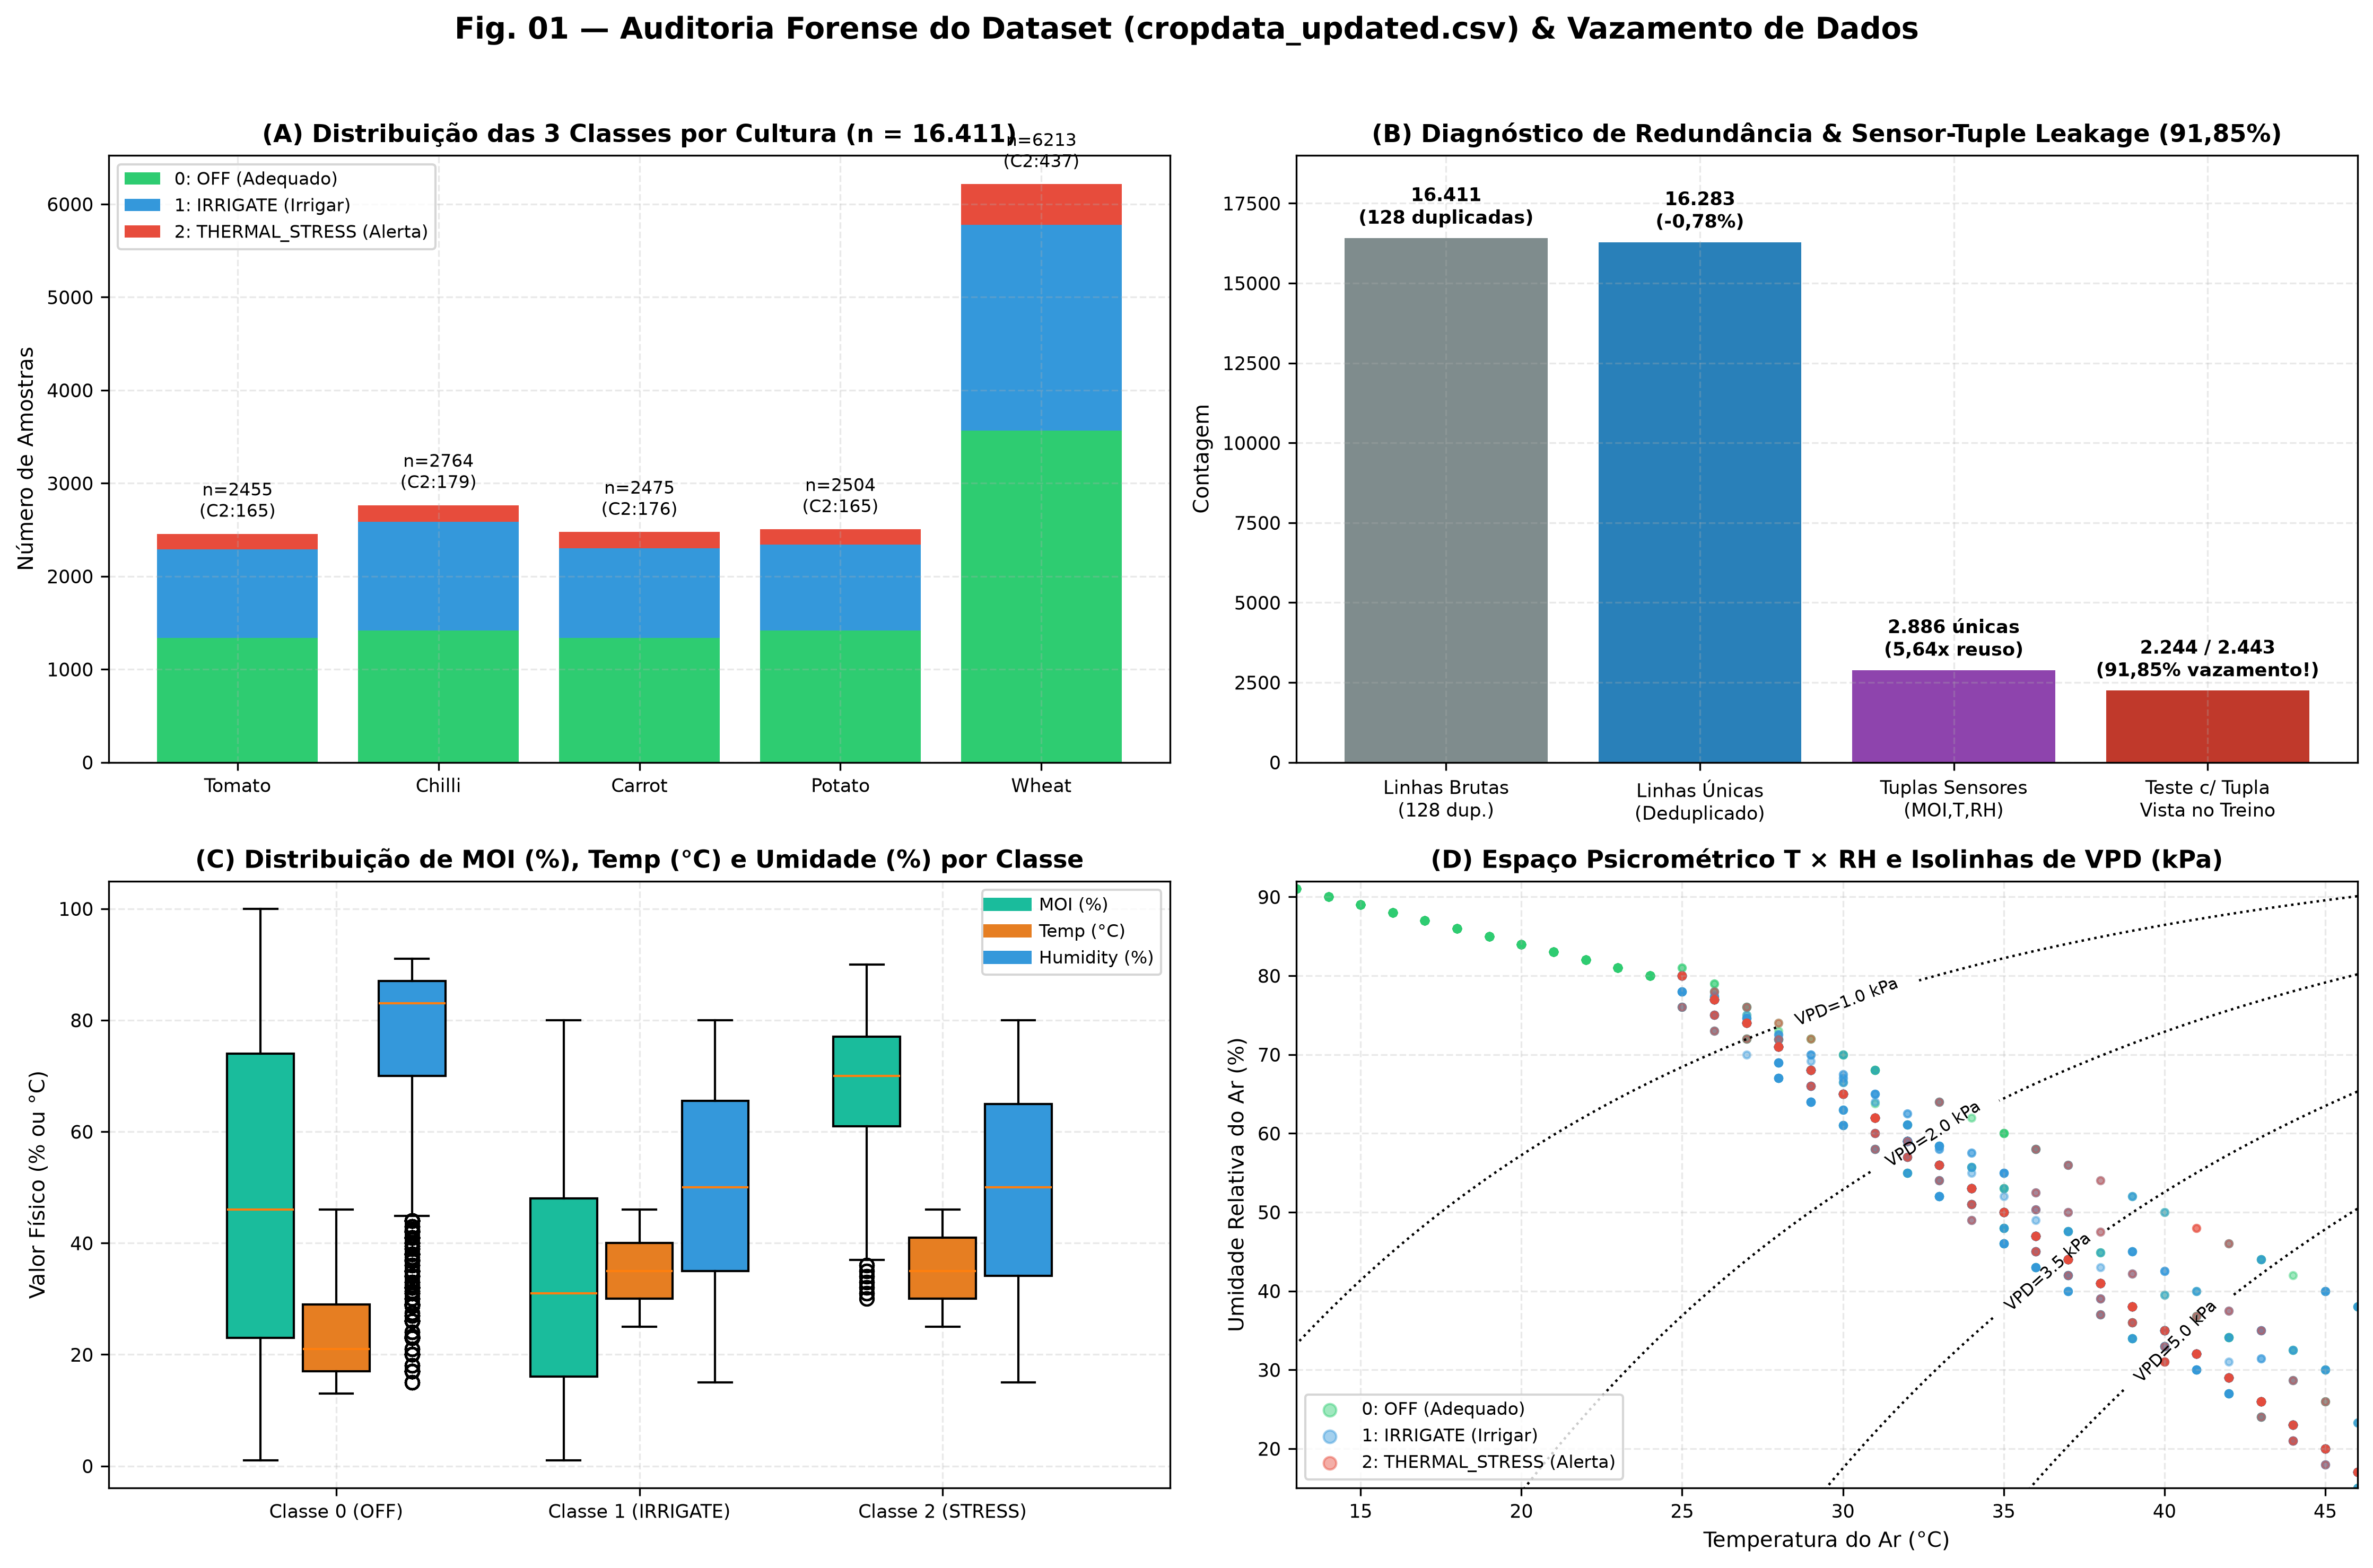 Fig. 01 — Auditoria Forense do Dataset (cropdata_updated.csv) & Vazamento de Dados
(A) Distribuição das 3 Classes por Cultura (n = 16.411)
0: OFF (Adequado)
1: IRRIGATE (Irrigar)
2: THERMAL_STRESS (Alerta)
n=2455
(C2:165)
n=2764
(C2:179)
n=2475
(C2:176)
n=2504
(C2:165)
n=6213
(C2:437)
Número de Amostras
6000
5000
4000
3000
2000
1000
0
Tomato
Chilli
Carrot
Potato
Wheat
(B) Diagnóstico de Redundância & Sensor-Tuple Leakage (91,85%)
16.411
(128 duplicadas)
16.283
(-0,78%)
2.886 únicas
(5,64x reuso)
2.244 / 2.443
(91,85% vazamento!)
Contagem
17500
15000
12500
10000
7500
5000
2500
0
Linhas Brutas
(128 dup.)
Linhas Únicas
(Deduplicado)
Tuplas Sensores
(MOI,T,RH)
Teste c/ Tupla
Vista no Treino
(C) Distribuição de MOI (%), Temp (°C) e Umidade (%) por Classe
MOI (%)
Temp (°C)
Humidity (%)
Valor Físico (% ou °C)
100
80
60
40
20
0
Classe 0 (OFF)
Classe 1 (IRRIGATE)
Classe 2 (STRESS)
(D) Espaço Psicrométrico T × RH e Isolinhas de VPD (kPa)
VPD=1.0 kPa
VPD=2.0 kPa
VPD=3.5 kPa
VPD=5.0 kPa
0: OFF (Adequado)
1: IRRIGATE (Irrigar)
2: THERMAL_STRESS (Alerta)
Umidade Relativa do Ar (%)
90
80
70
60
50
40
30
20
15
20
25
30
35
40
45
Temperatura do Ar (°C)